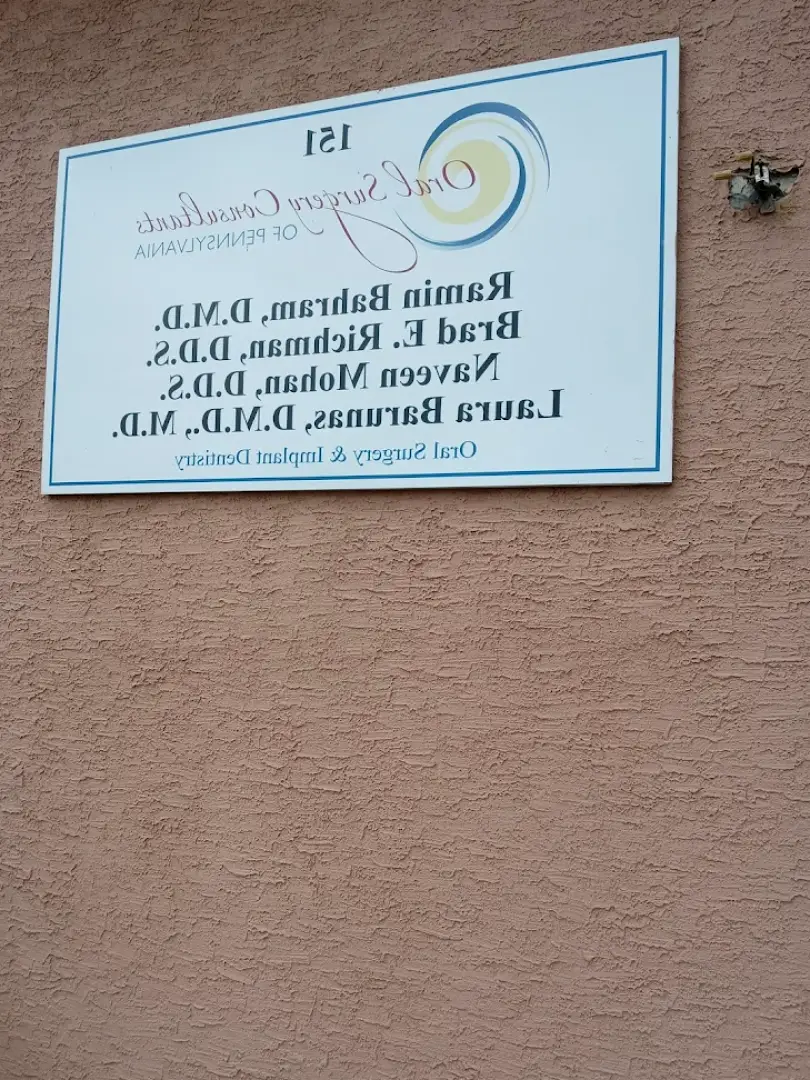 151
Oral Surgery Consultants
OF PENNSYLVANIA
Ramin Bahram, D.M.D.
Brad E. Richman, D.D.S.
Naveen Mohan, D.D.S.
Laura Barunas, D.M.D., M.D.
Oral Surgery & Implant Dentistry